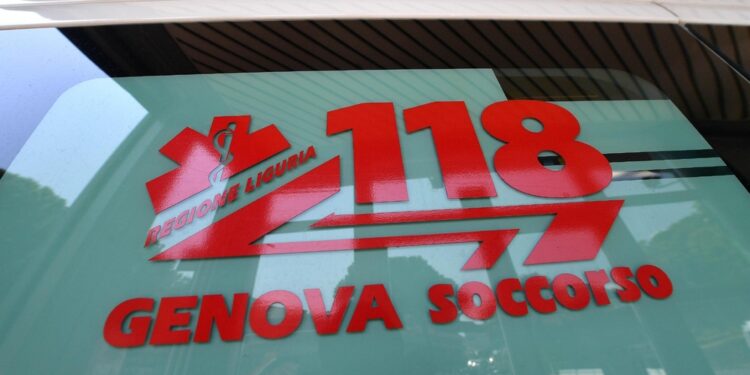 118
REGIONE LIGURIA
GENOVA SOCCORSO